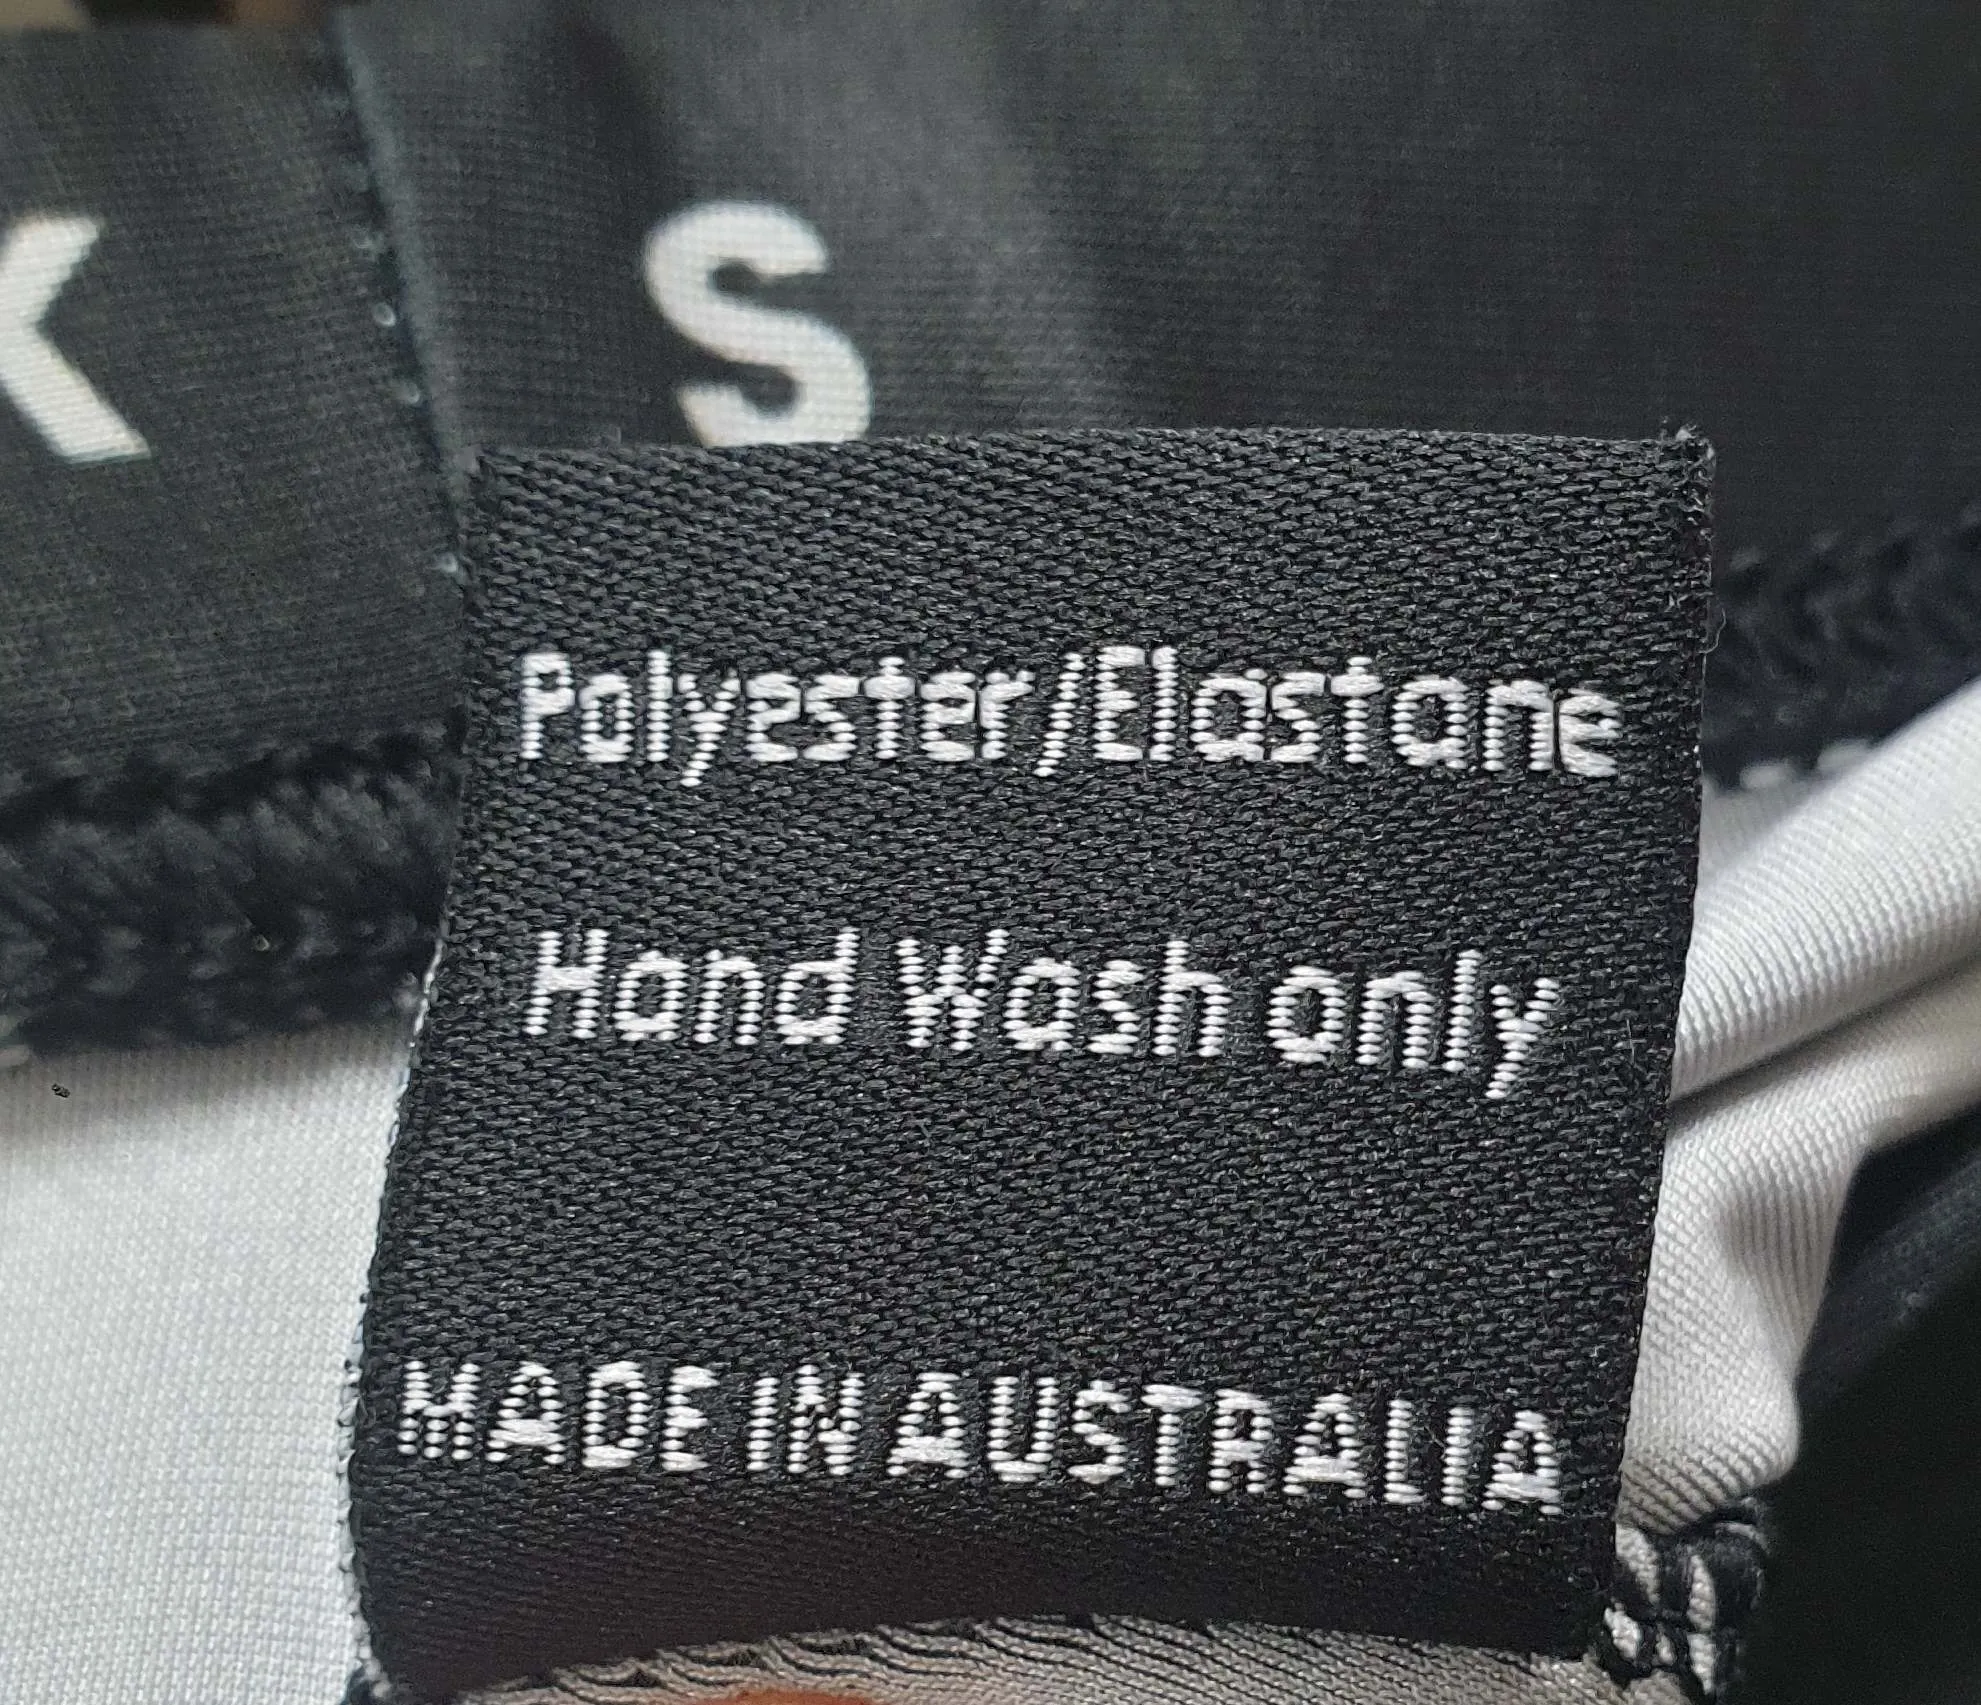 K S
Polyester/Elastane
Hand Wash only
MADE IN AUSTRALIA